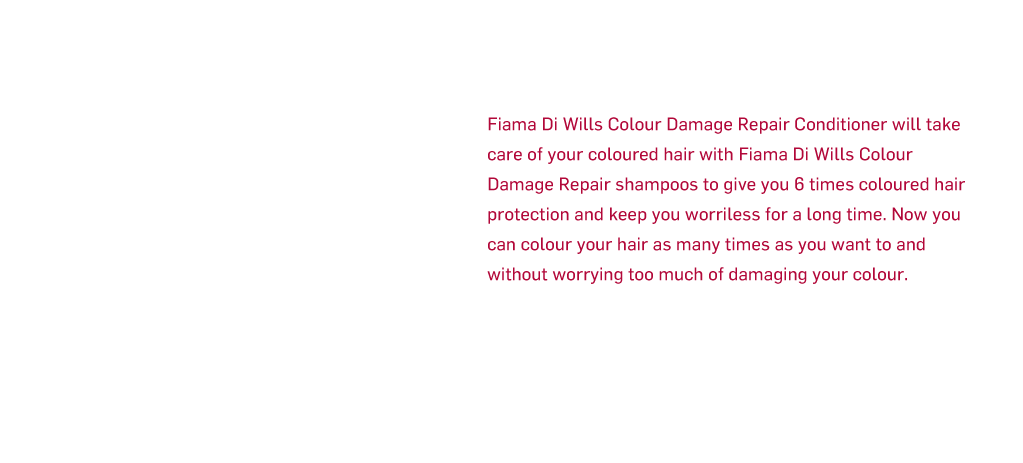 Fiama Di Wills Colour Damage Repair Conditioner will take
care of your coloured hair with Fiama Di Wills Colour
Damage Repair shampoos to give you 6 times coloured hair
protection and keep you worriless for a long time. Now you
can colour your hair as many times as you want to and
without worrying too much of damaging your colour.